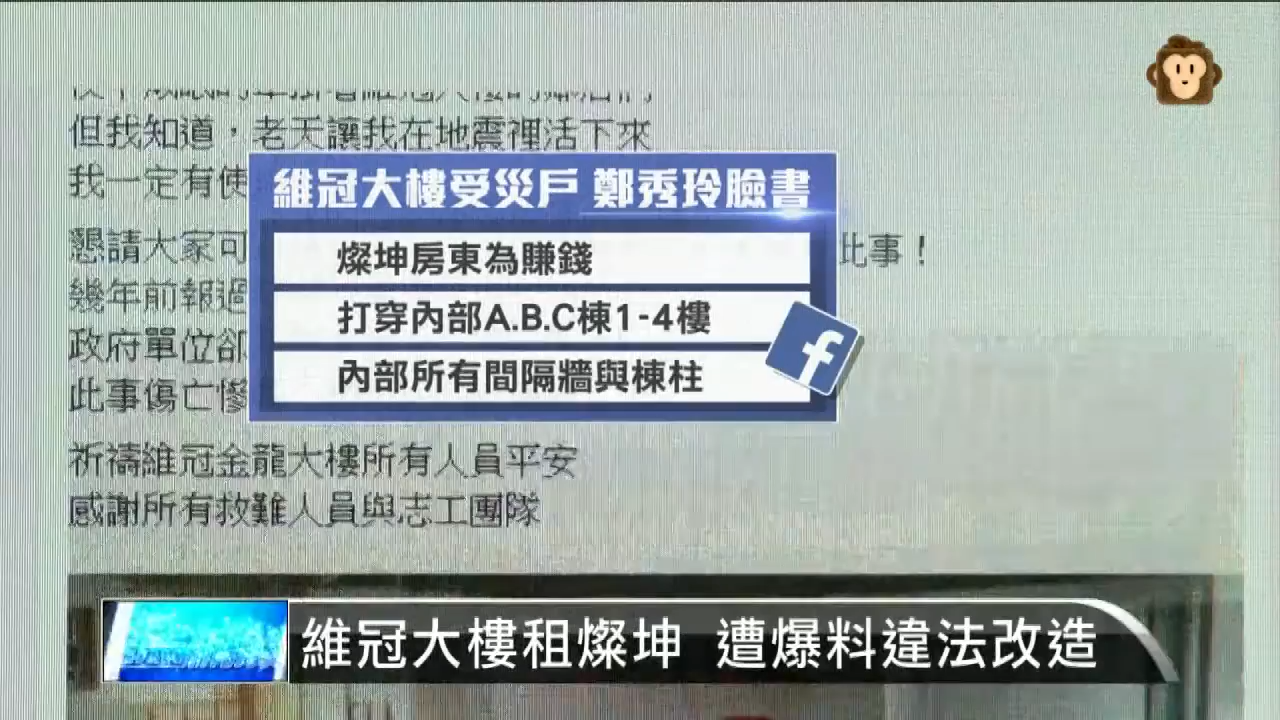 但我知道，老天讓我在地震裡活下來
我一定有使
維冠大樓受災戶 鄭秀玲臉書
懇請大家可
此事！
燦坤房東為賺錢
幾年前報過
打穿內部A.B.C棟1-4樓
政府單位卻
內部所有間隔牆與棟柱
此事傷亡慘
祈禱維冠金龍大樓所有人員平安
感謝所有救難人員與志工團隊
維冠大樓租燦坤 遭爆料違法改造